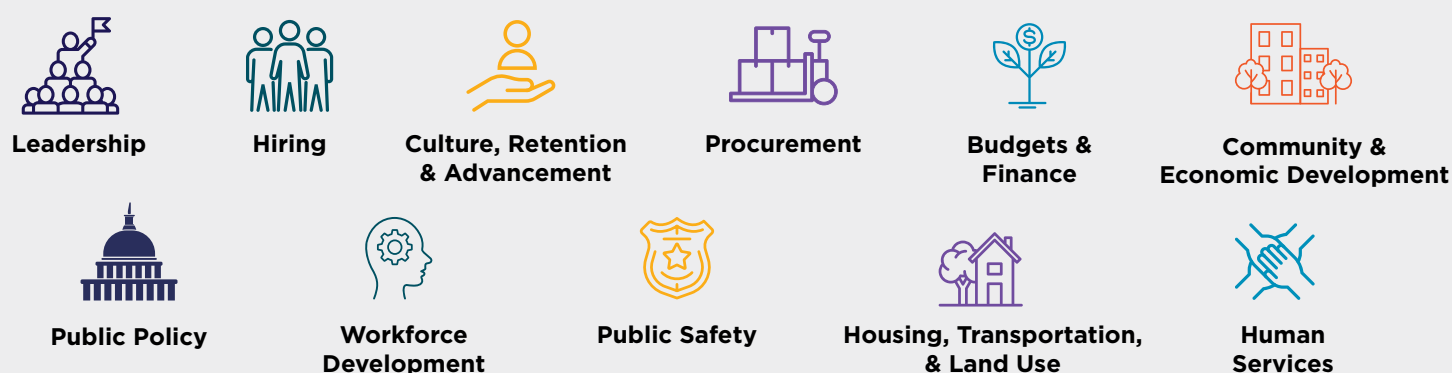 $
Leadership
Hiring
Culture, Retention
& Advancement
Procurement
Budgets &
Finance
Community &
Economic Development
Public Policy
Workforce
Development
Public Safety
Housing, Transportation,
& Land Use
Human
Services